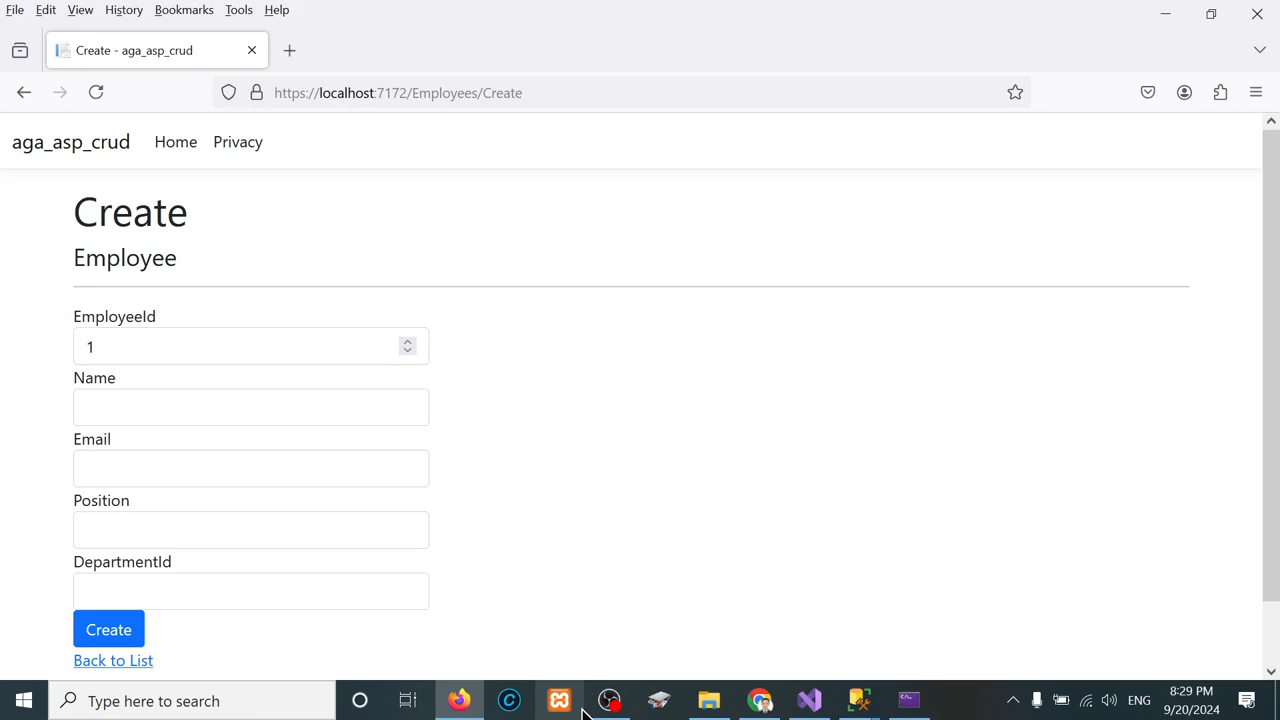 File Edit View History Bookmarks Tools Help
Create - aga_asp_crud
https://localhost:7172/Employees/Create
aga_asp_crud Home Privacy
Create
Employee
EmployeeId
1
Name
Email
Position
DepartmentId
Create
Back to List
Type here to search
ENG
8:29 PM
9/20/2024